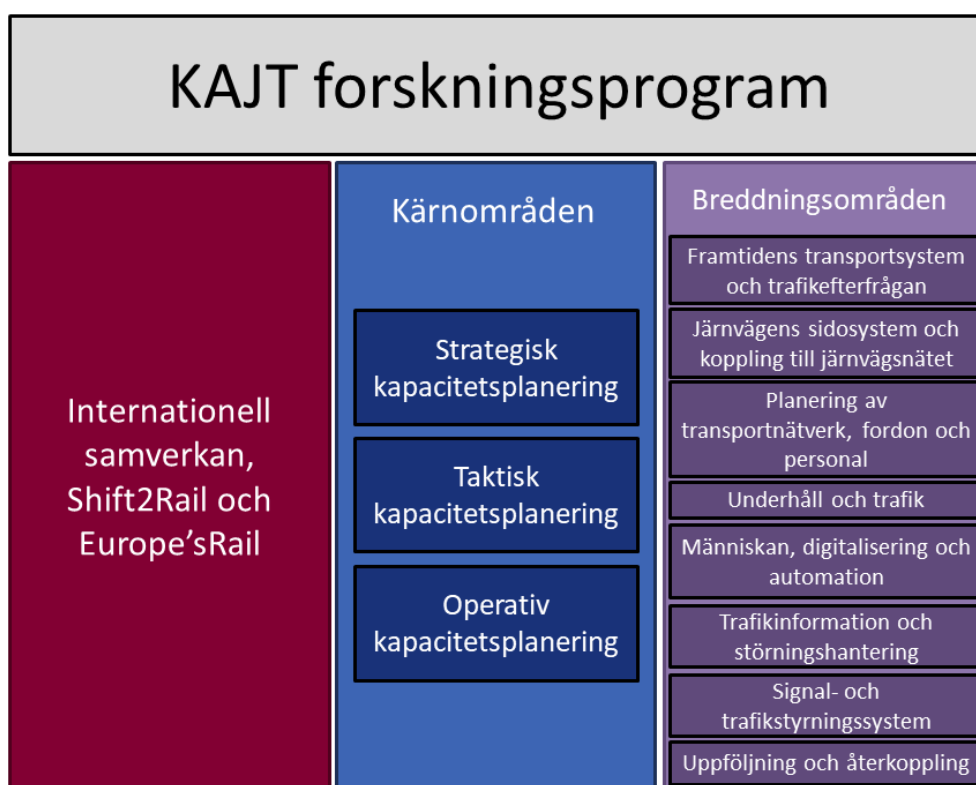 KAJT forskningsprogram
Internationell
samverkan,
Shift2Rail och
Europe'sRail
Kärnområden
Strategisk
kapacitetsplanering
Taktisk
kapacitetsplanering
Operativ
kapacitetsplanering
Breddningsområden
Framtidens transportsystem
och trafikefterfrågan
Järnvägens sidosystem och
koppling till järnvägsnätet
Planering av
transportnätverk, fordon och
personal
Underhåll och trafik
Människan, digitalisering och
automation
Trafikinformation och
störningshantering
Signal- och
trafikstyrningssystem
Uppföljning och återkoppling